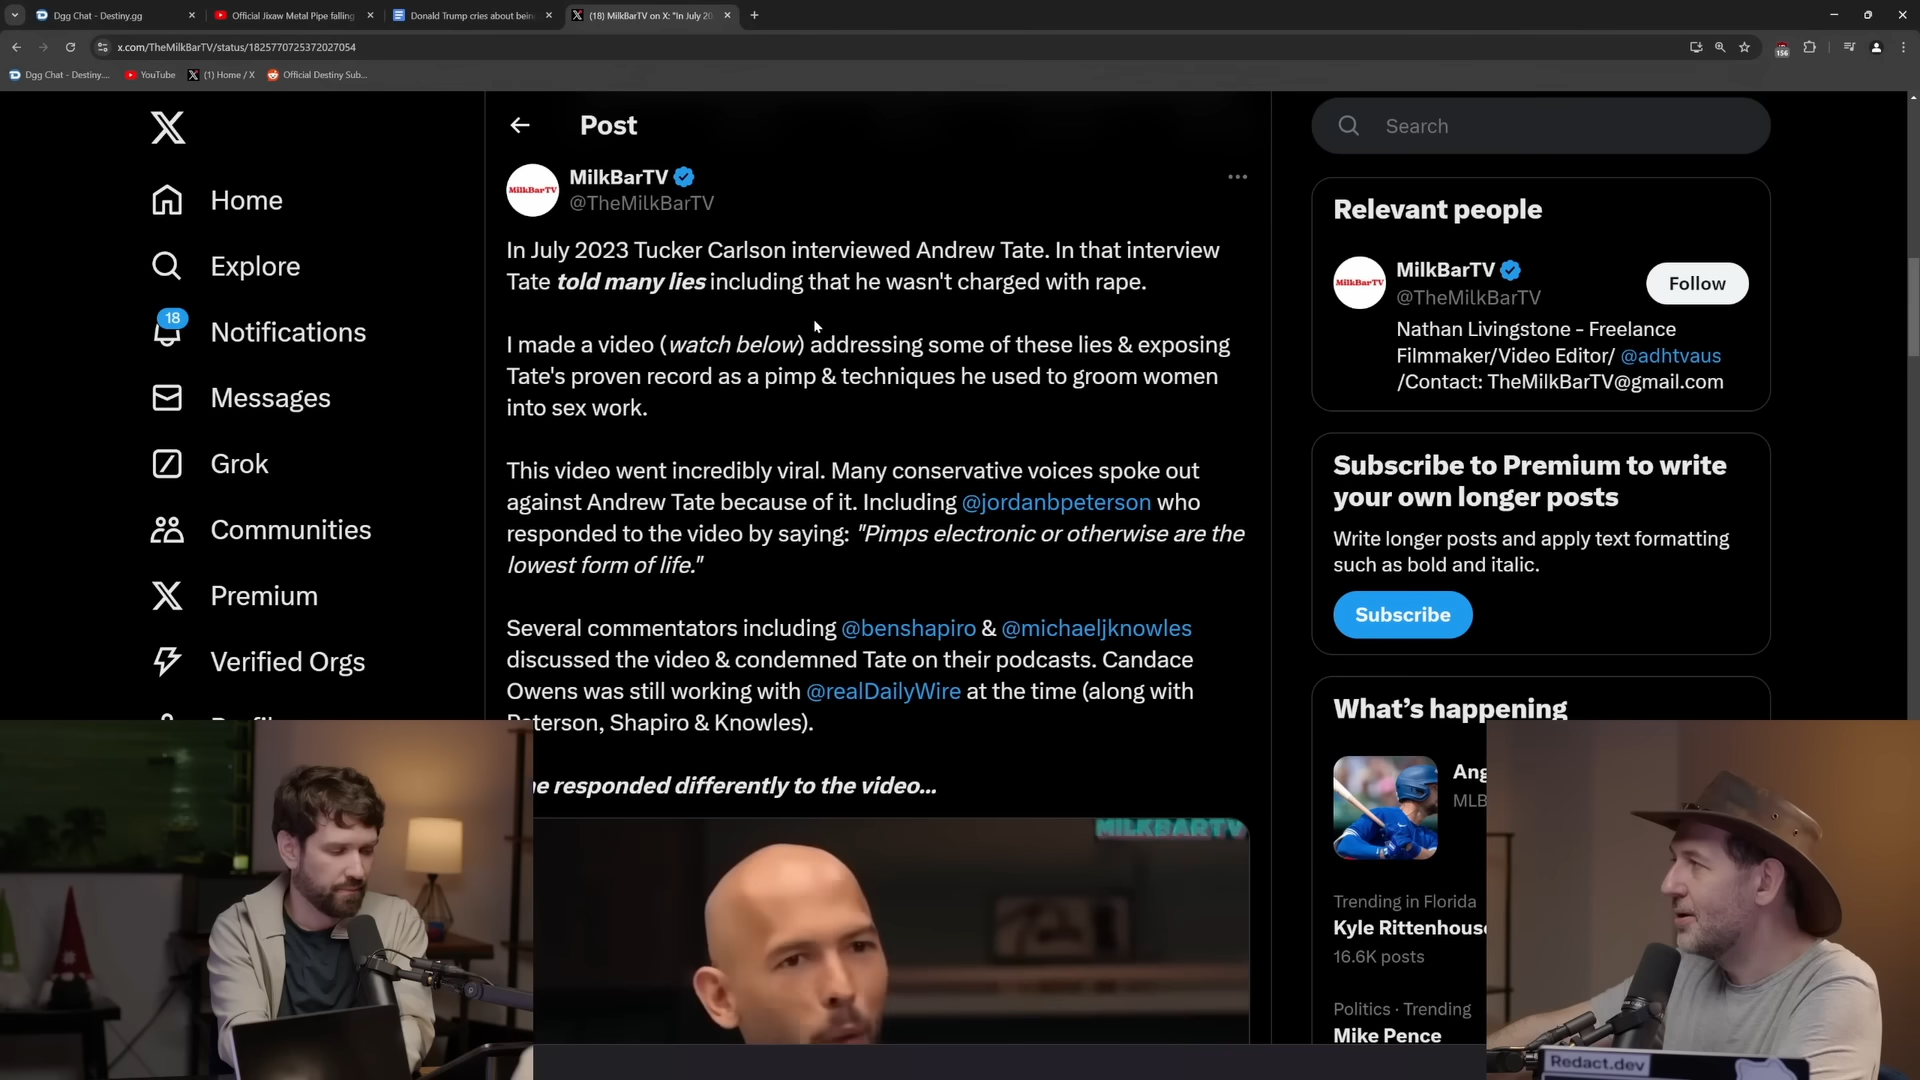 Dgg Chat - Destiny.gg
Official Jixaw Metal Pipe falling
Donald Trump cries about bein
(18) MilkBarTV on X: "In July 20
x.com/TheMilkBarTV/status/1825770725372027054
156
Dgg Chat - Destiny....
YouTube
(1) Home / X
Official Destiny Sub...
Home
Explore
18
Notifications
Messages
Grok
Communities
Premium
Verified Orgs
Post
MilkBarTV
MilkBarTV
@TheMilkBarTV
In July 2023 Tucker Carlson interviewed Andrew Tate. In that interview
Tate told many lies including that he wasn't charged with rape.
I made a video (watch below) addressing some of these lies & exposing
Tate's proven record as a pimp & techniques he used to groom women
into sex work.
This video went incredibly viral. Many conservative voices spoke out
against Andrew Tate because of it. Including @jordanbpeterson who
responded to the video by saying: "Pimps electronic or otherwise are the
lowest form of life."
Several commentators including @benshapiro & @michaeljknowles
discussed the video & condemned Tate on their podcasts. Candace
Owens was still working with @realDailyWire at the time (along with
Peterson, Shapiro & Knowles).
responded differently to the video...
MILKBARTV
Search
Relevant people
MilkBarTV
MilkBarTV
@TheMilkBarTV
Follow
Nathan Livingstone - Freelance
Filmmaker/Video Editor/ @adhtvaus
/Contact: TheMilkBarTV@gmail.com
Subscribe to Premium to write
your own longer posts
Write longer posts and apply text formatting
such as bold and italic.
Subscribe
What's happening
Ang
MLB
Trending in Florida
Kyle Rittenhous
16.6K posts
Politics · Trending
Mike Pence
Redact.dev